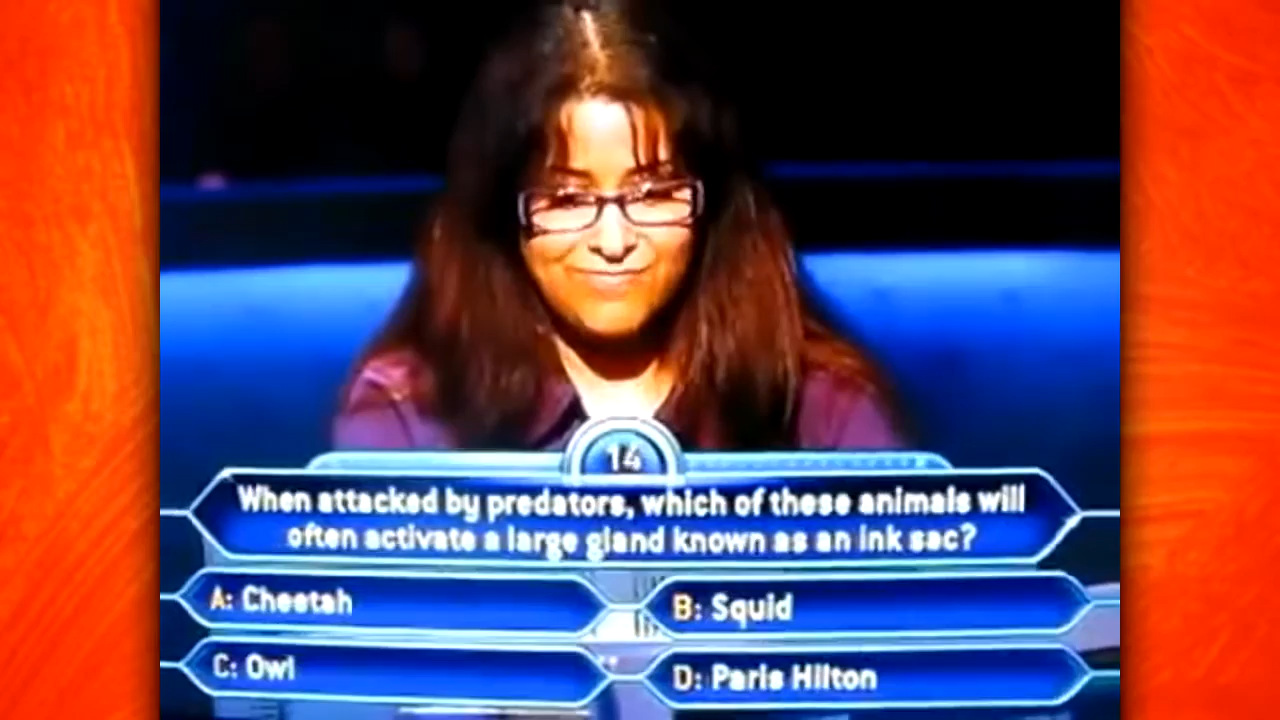 14
When attacked by predators, which of these animals will
often activate a large gland known as an ink sac?
A: Cheetah
B: Squid
C: Owl
D: Paris Hilton